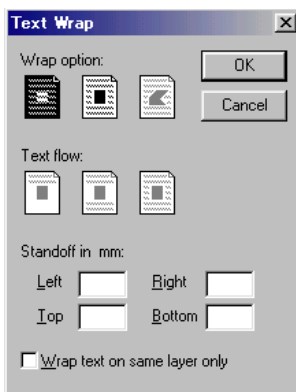 Text Wrap
Wrap option:
OK
Cancel
Text flow:
Standoff in mm:
Left Right
Top Bottom
Wrap text on same layer only